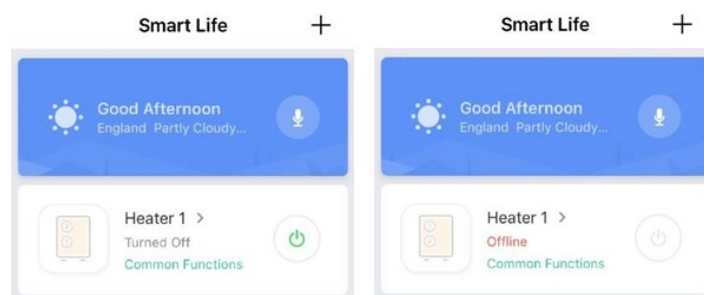 Smart Life +
Good Afternoon
England Partly Cloudy...
Heater 1 >
Turned Off
Common Functions
Smart Life +
Good Afternoon
England Partly Cloudy...
Heater 1 >
Offline
Common Functions